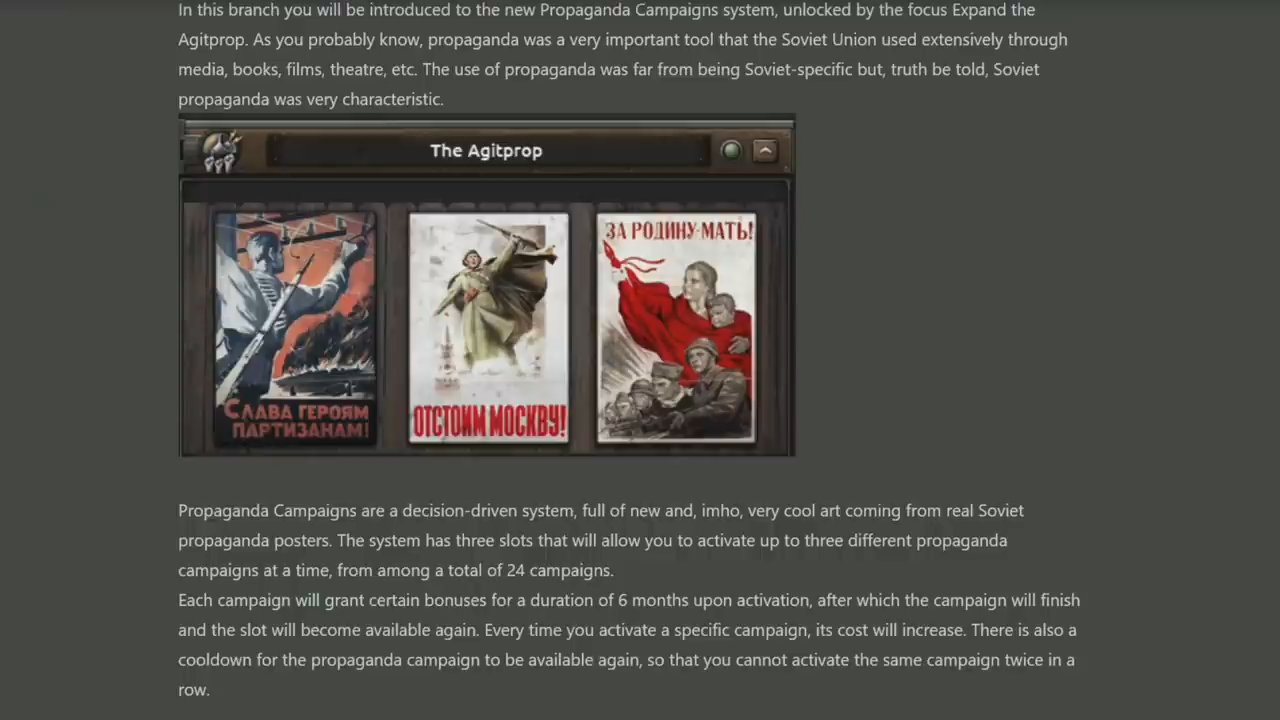 In this branch you will be introduced to the new Propaganda Campaigns system, unlocked by the focus Expand the
Agitprop. As you probably know, propaganda was a very important tool that the Soviet Union used extensively through
media, books, films, theatre, etc. The use of propaganda was far from being Soviet-specific but, truth be told, Soviet
propaganda was very characteristic.
The Agitprop
СЛАВА ГЕРОЯМ
ПАРТИЗАНАМ!
ОТСТОИМ МОСКВУ!
ЗА РОДИНУ-МАТЬ!
Propaganda Campaigns are a decision-driven system, full of new and, imho, very cool art coming from real Soviet
propaganda posters. The system has three slots that will allow you to activate up to three different propaganda
campaigns at a time, from among a total of 24 campaigns.
Each campaign will grant certain bonuses for a duration of 6 months upon activation, after which the campaign will finish
and the slot will become available again. Every time you activate a specific campaign, its cost will increase. There is also a
cooldown for the propaganda campaign to be available again, so that you cannot activate the same campaign twice in a
row.